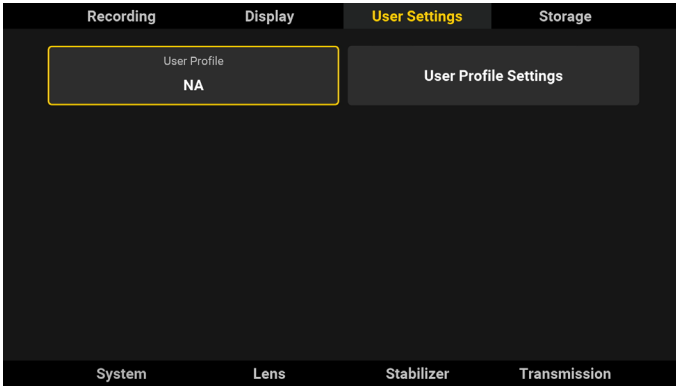 Recording Display User Settings Storage
User Profile
NA
User Profile Settings
System Lens Stabilizer Transmission